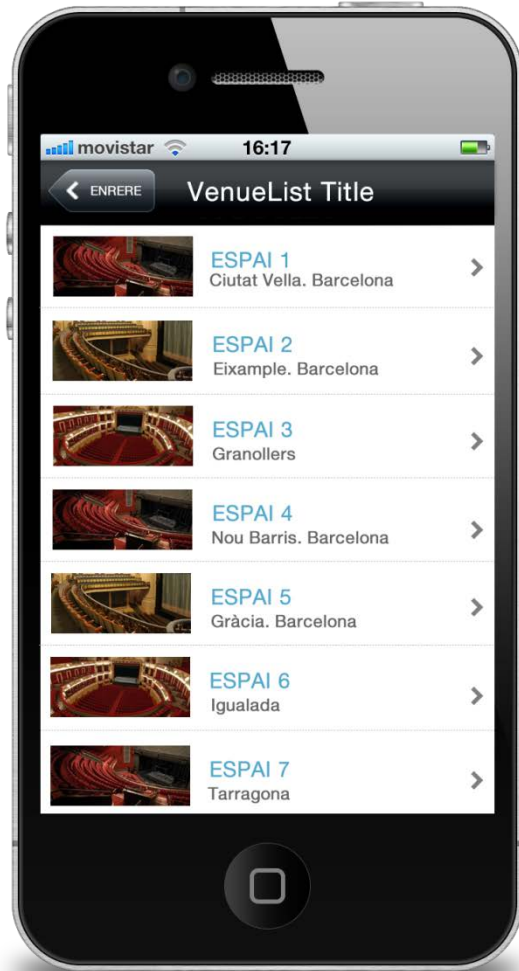 movistar 16:17
ENRERE VenueList Title
ESPAI 1
Ciutat Vella. Barcelona
ESPAI 2
Eixample. Barcelona
ESPAI 3
Granollers
ESPAI 4
Nou Barris. Barcelona
ESPAI 5
Gràcia. Barcelona
ESPAI 6
Igualada
ESPAI 7
Tarragona